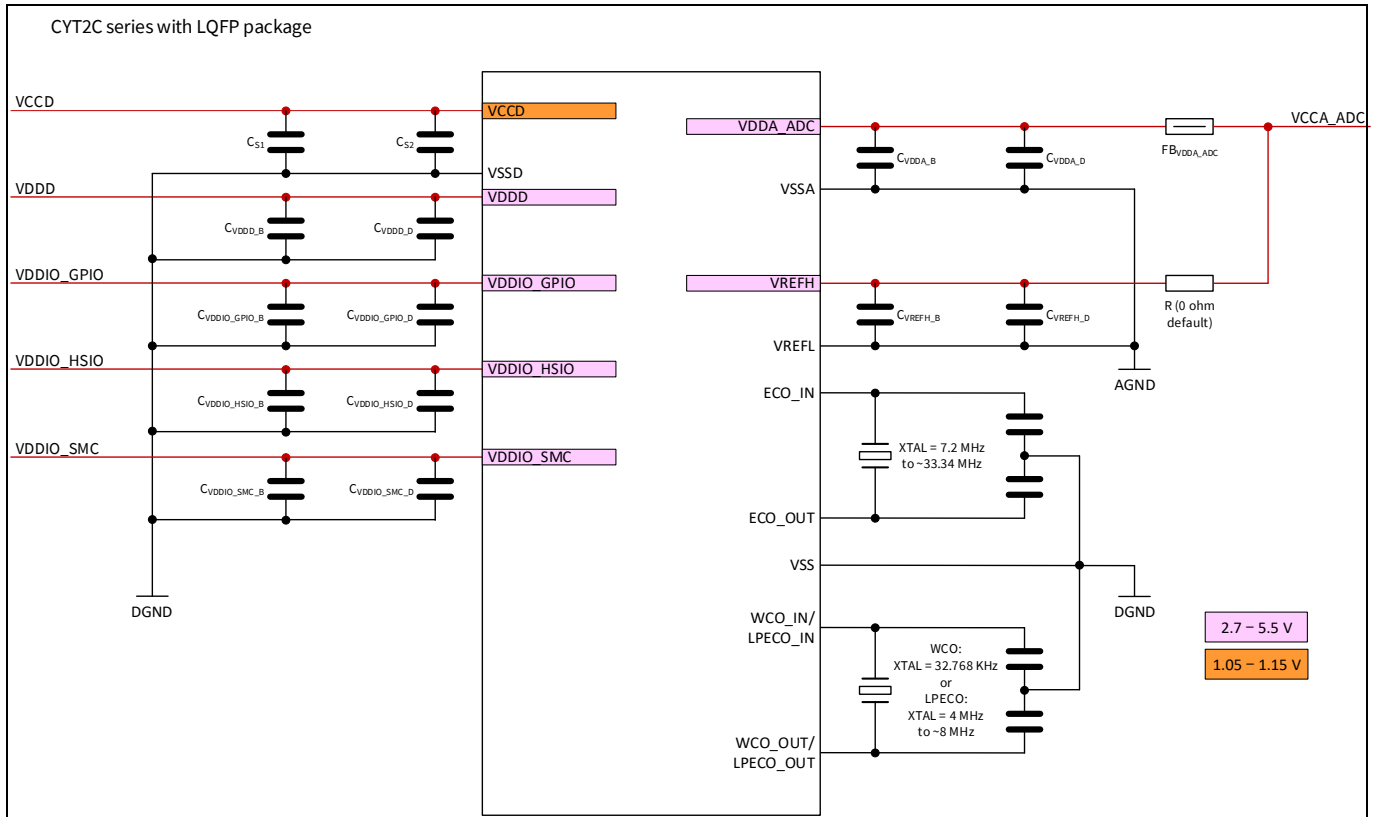 CYT2C series with LQFP package
VCCD
VCCD
CS1
CS2
VSSD
VDDD
VDDD
CVDDD_B
CVDDD_D
VDDIO_GPIO
VDDIO_GPIO
CVDDIO_GPIO_B
CVDDIO_GPIO_D
VDDIO_HSIO
VDDIO_HSIO
CVDDIO_HSIO_B
CVDDIO_HSIO_D
VDDIO_SMC
VDDIO_SMC
CVDDIO_SMC_B
CVDDIO_SMC_D
DGND
VDDA_ADC
VCCA_ADC
CVDDA_B
CVDDA_D
FBVDDA_ADC
VSSA
VREFH
CVREFH_B
CVREFH_D
R (0 ohm
default)
VREFL
AGND
ECO_IN
XTAL = 7.2 MHz
to ~33.34 MHz
ECO_OUT
VSS
DGND
WCO_IN/
LPECO_IN
WCO:
XTAL = 32.768 KHz
or
LPECO:
XTAL = 4 MHz
to ~8 MHz
WCO_OUT/
LPECO_OUT
2.7 – 5.5 V
1.05 – 1.15 V